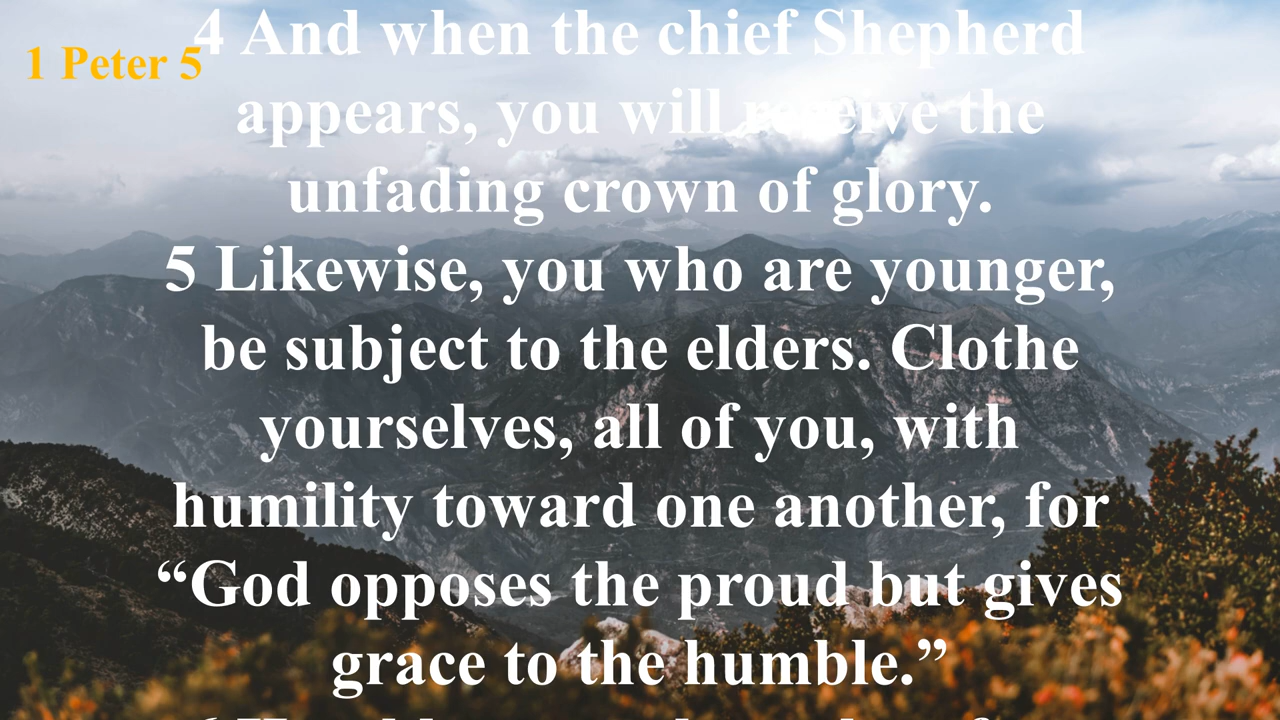 1 Peter 5
4 And when the chief Shepherd
appears, you will receive the
unfading crown of glory.
5 Likewise, you who are younger,
be subject to the elders. Clothe
yourselves, all of you, with
humility toward one another, for
“God opposes the proud but gives
grace to the humble.”